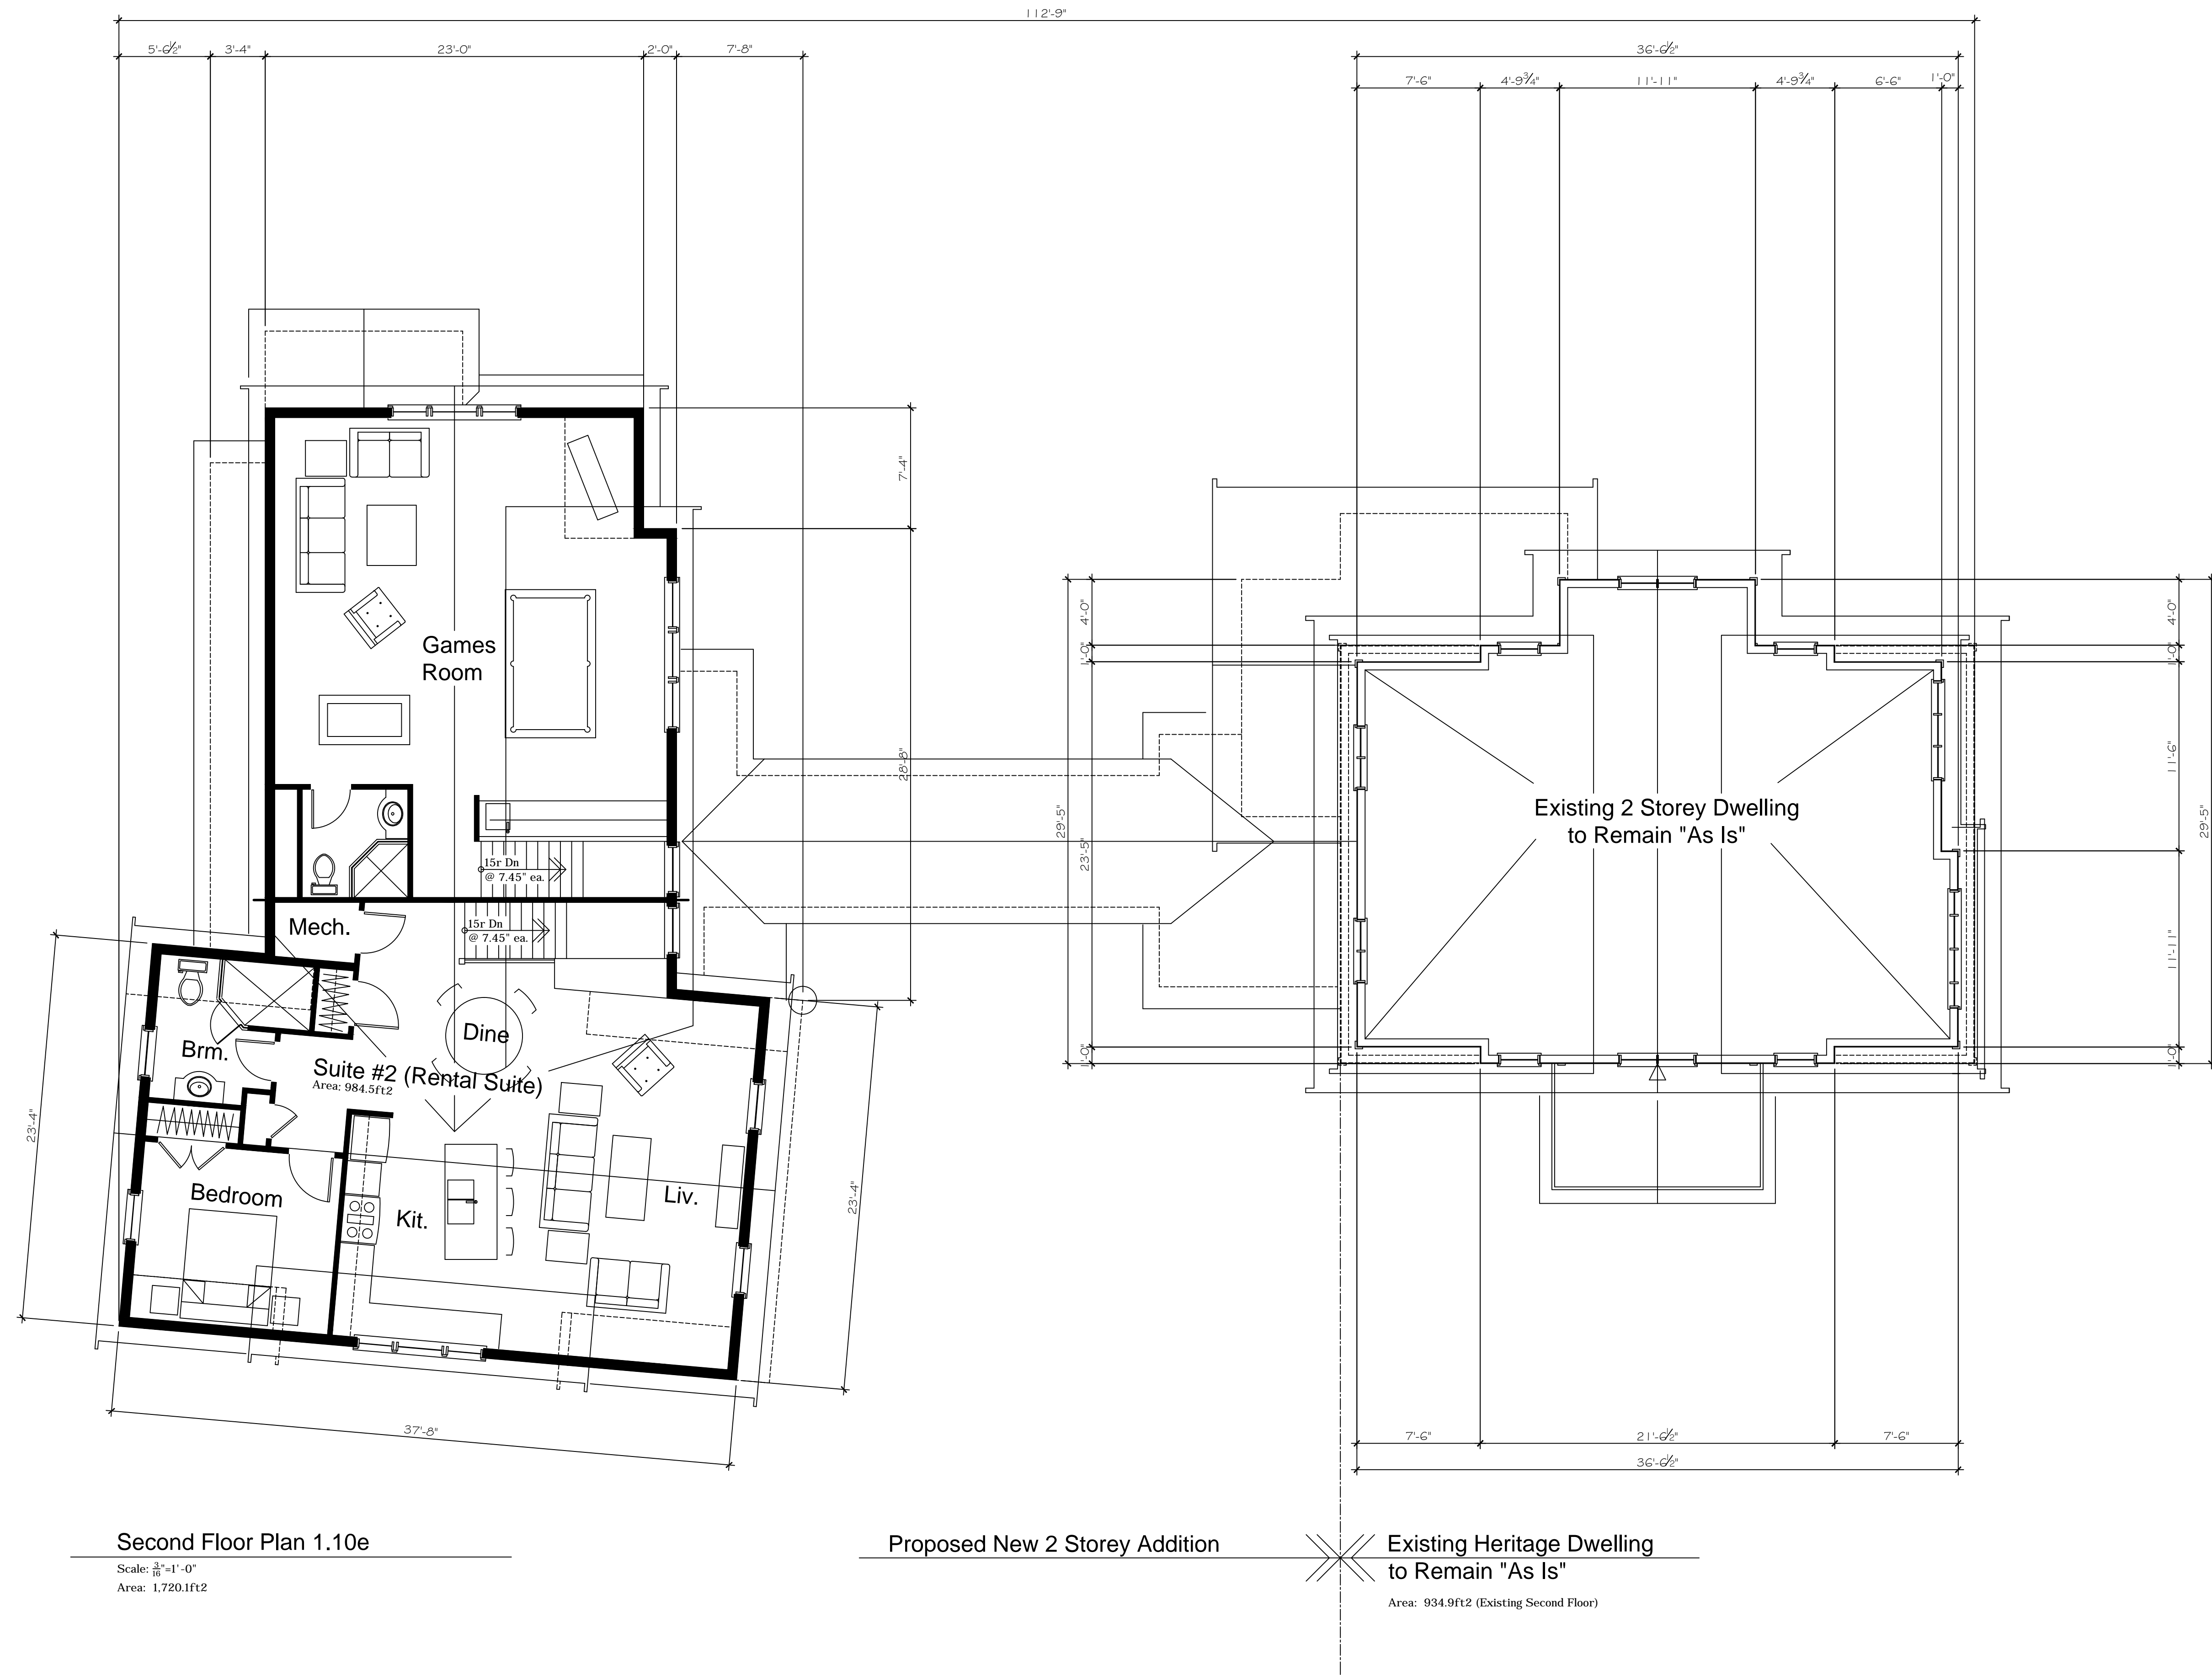 112'-9"
5'-6½" 3'-4" 23'-0" 2'-0" 7'-8"
36'-6½"
7'-6" 4'-9¾" 11'-11" 4'-9¾" 6'-6" 1'-0"
7'-4"
28'-8"
Games
Room
15r Dn
@ 7.45" ea.
15r Dn
@ 7.45" ea.
Mech.
Dine
Brm.
Suite #2 (Rental Suite)
Area: 984.5ft2
Bedroom
Kit.
Liv.
23'-4"
23'-4"
37'-8"
29'-5"
4'-0"
1'-0"
23'-5"
1'-0"
Existing 2 Storey Dwelling
to Remain "As Is"
4'-0"
1'-0"
11'-6"
11'-11"
1'-0"
29'-5"
7'-6" 21'-6½" 7'-6"
36'-6½"
Second Floor Plan 1.10e
Scale: 3/16"=1'-0"
Area: 1,720.1ft2
Proposed New 2 Storey Addition
Existing Heritage Dwelling
to Remain "As Is"
Area: 934.9ft2 (Existing Second Floor)